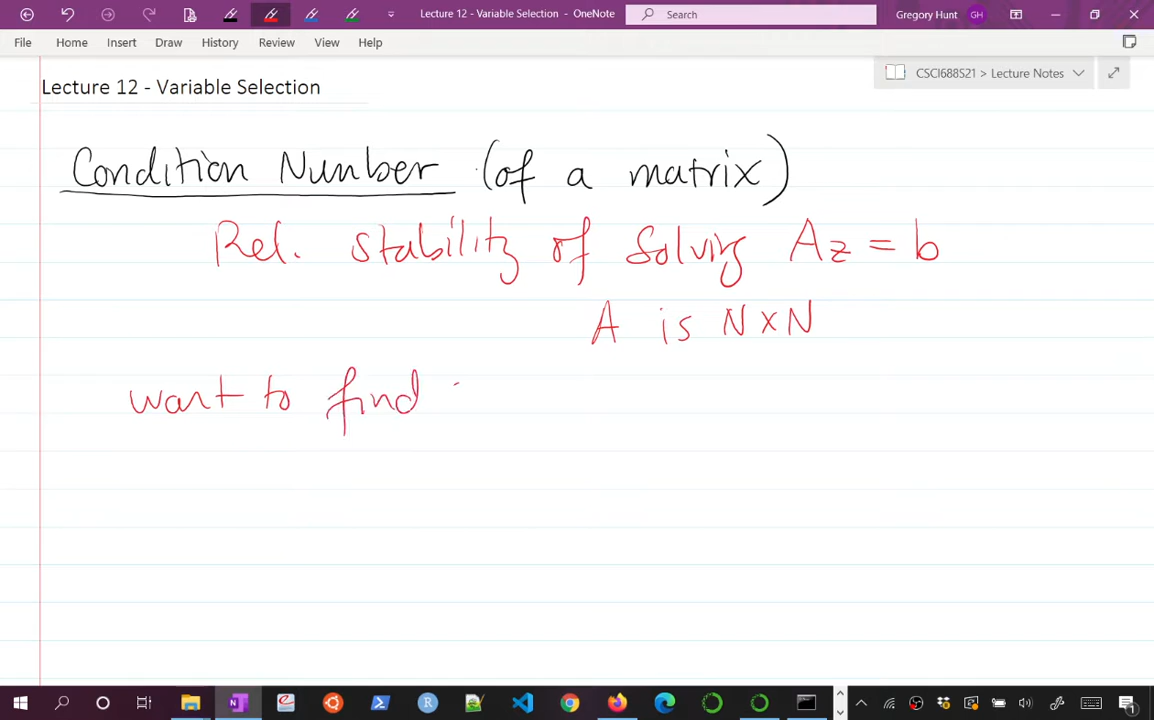 Lecture 12 - Variable Selection - OneNote
Search
Gregory Hunt GH
File Home Insert Draw History Review View Help
Lecture 12 - Variable Selection
CSCI688S21 > Lecture Notes
Condition Number (of a matrix)
Rel. stability of solving Az = b
A is N×N
want to find